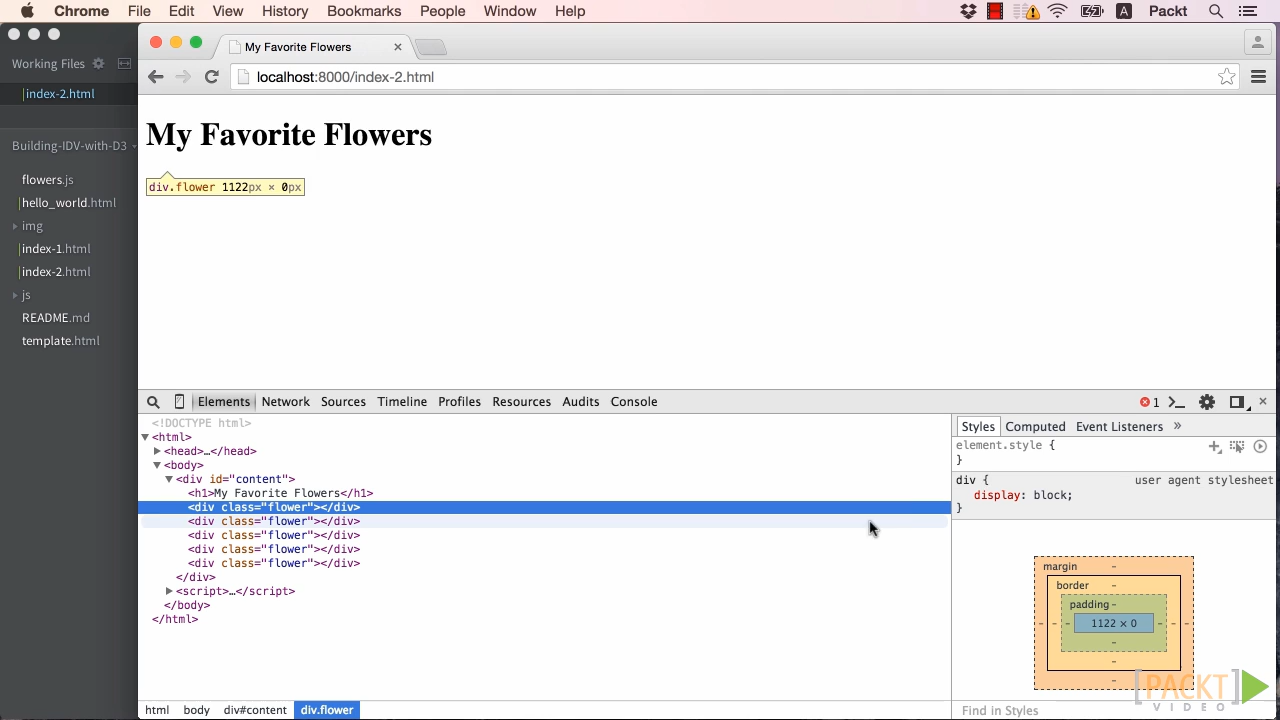 Chrome File Edit View History Bookmarks People Window Help A Packt
Working Files
index-2.html
Building-IDV-with-D3
flowers.js
hello_world.html
img
index-1.html
index-2.html
js
README.md
template.html
My Favorite Flowers
localhost:8000/index-2.html
My Favorite Flowers
div.flower 1122px × 0px
Elements Network Sources Timeline Profiles Resources Audits Console 1
<!DOCTYPE html>
<html>
<head>…</head>
<body>
<div id="content">
<h1>My Favorite Flowers</h1>
<div class="flower"></div>
<div class="flower"></div>
<div class="flower"></div>
<div class="flower"></div>
<div class="flower"></div>
</div>
<script>…</script>
</body>
</html>
html body div#content div.flower
Styles Computed Event Listeners »
element.style {
}
div { user agent stylesheet
display: block;
}
margin -
border -
padding -
- - - 1122 × 0 - - -
-
-
-
Find in Styles
[PACKT]
VIDEO